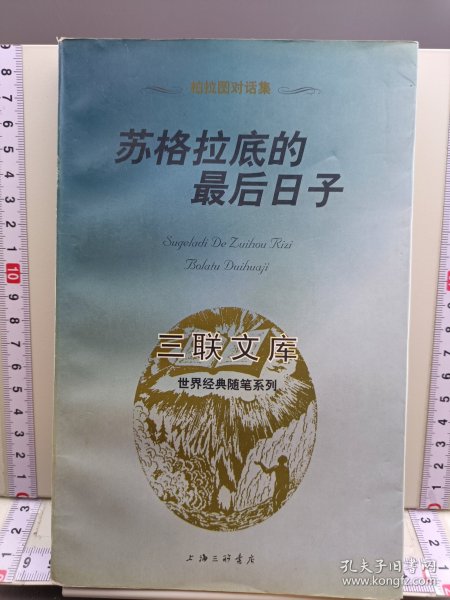 柏拉图对话集
苏格拉底的
最后日子
Sugeladi De Zuihou Rizi
Bolatu Duihuaji
三联文库
世界经典随笔系列
上海三联书店
孔夫子旧书网
www.kongfz.com